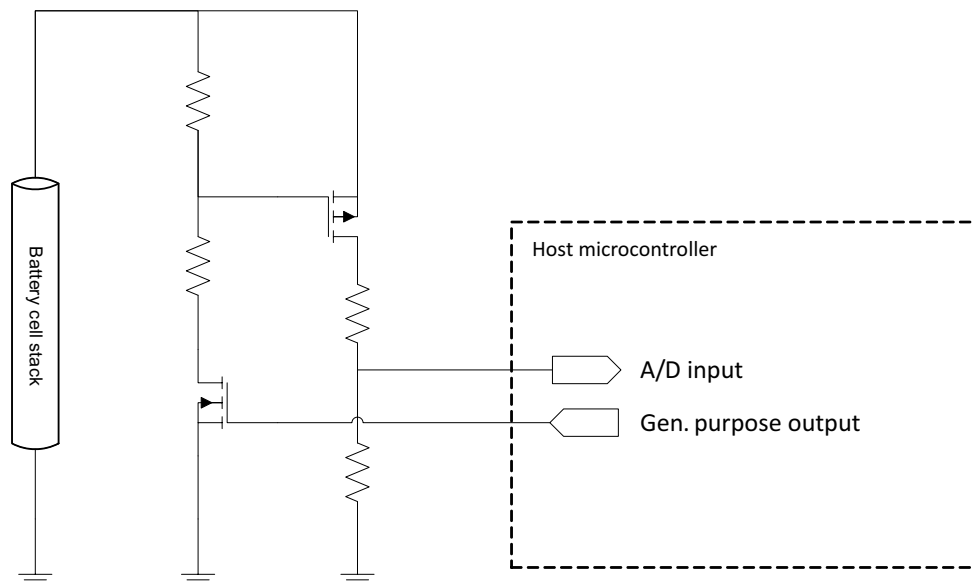 Battery cell stack
Host microcontroller
A/D input
Gen. purpose output